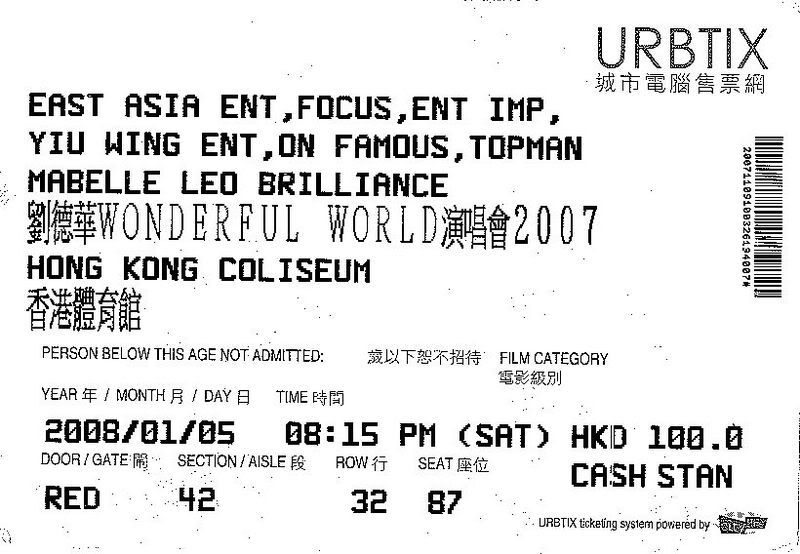 URBTIX
城市電腦售票網
EAST ASIA ENT,FOCUS,ENT IMP,
YIU WING ENT,ON FAMOUS,TOPMAN
MABELLE LEO BRILLIANCE
劉德華WONDERFUL WORLD演唱會2007
HONG KONG COLISEUM
香港體育館
PERSON BELOW THIS AGE NOT ADMITTED: 歲以下恕不招待 FILM CATEGORY
電影級別
YEAR 年 / MONTH 月 / DAY 日 TIME 時間
2008/01/05 08:15 PM (SAT) HKD 100.0
DOOR / GATE 閘 SECTION / AISLE 段 ROW 行 SEAT 座位
CASH STAN
RED 42 32 87
URBTIX ticketing system powered by